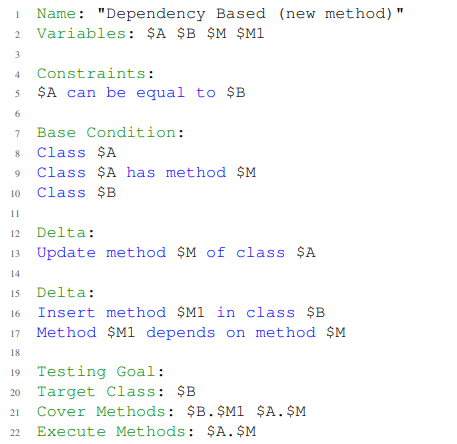 1 Name: "Dependency Based (new method)"
2 Variables: $A $B $M $M1
3
4 Constraints:
5 $A can be equal to $B
6
7 Base Condition:
8 Class $A
9 Class $A has method $M
10 Class $B
11
12 Delta:
13 Update method $M of class $A
14
15 Delta:
16 Insert method $M1 in class $B
17 Method $M1 depends on method $M
18
19 Testing Goal:
20 Target Class: $B
21 Cover Methods: $B.$M1 $A.$M
22 Execute Methods: $A.$M